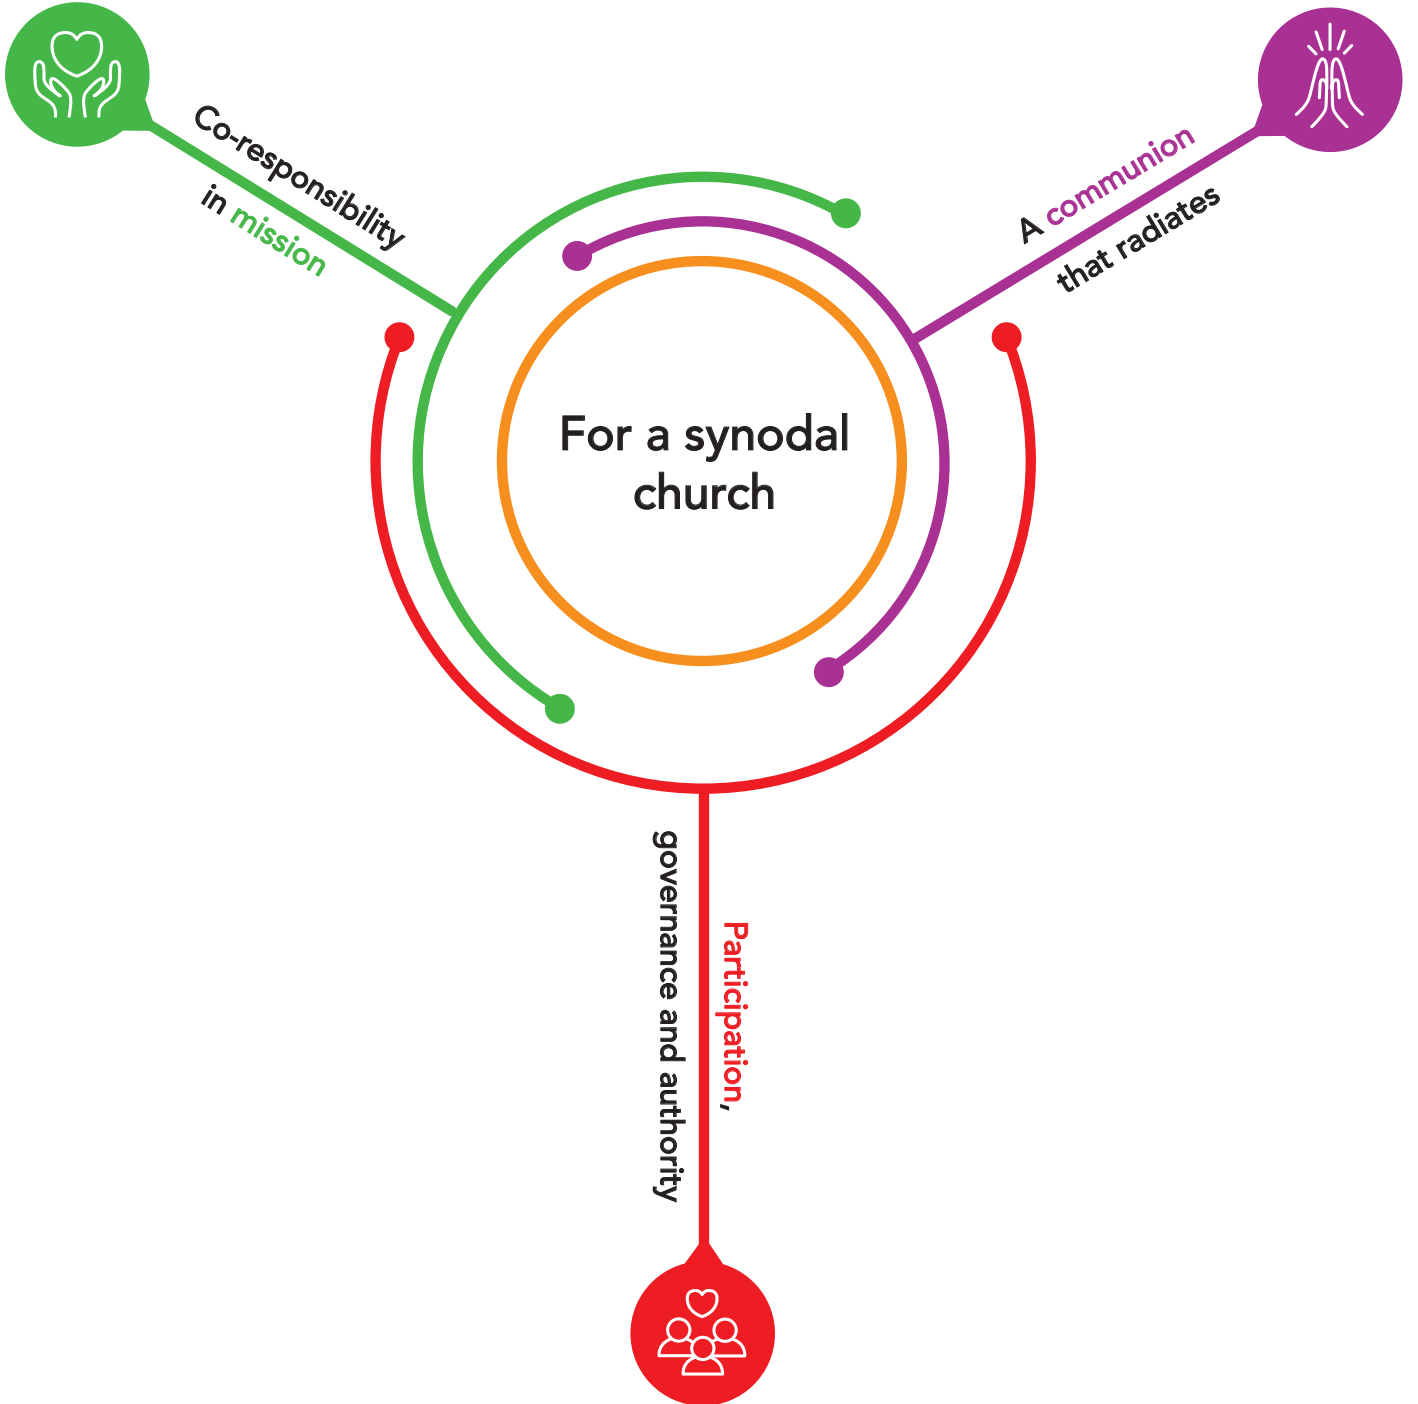 Co-responsibility
in mission
A communion
that radiates
For a synodal
church
Participation,
governance and authority